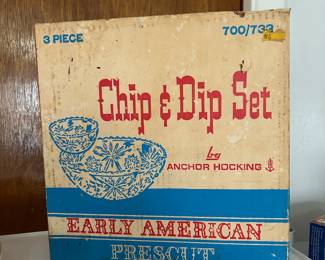 3 PIECE
700/733
Chip & Dip Set
by
ANCHOR HOCKING
EARLY AMERICAN
PRESCUT